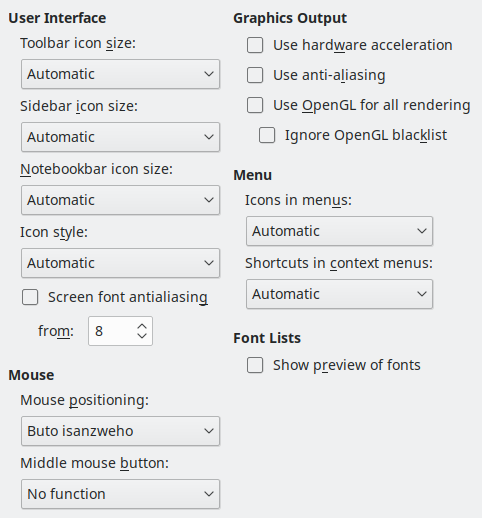 User Interface
Toolbar icon size:
Automatic
Sidebar icon size:
Automatic
Notebookbar icon size:
Automatic
Icon style:
Automatic
Screen font antialiasing
from: 8
Mouse
Mouse positioning:
Buto isanzweho
Middle mouse button:
No function
Graphics Output
Use hardware acceleration
Use anti-aliasing
Use OpenGL for all rendering
Ignore OpenGL blacklist
Menu
Icons in menus:
Automatic
Shortcuts in context menus:
Automatic
Font Lists
Show preview of fonts